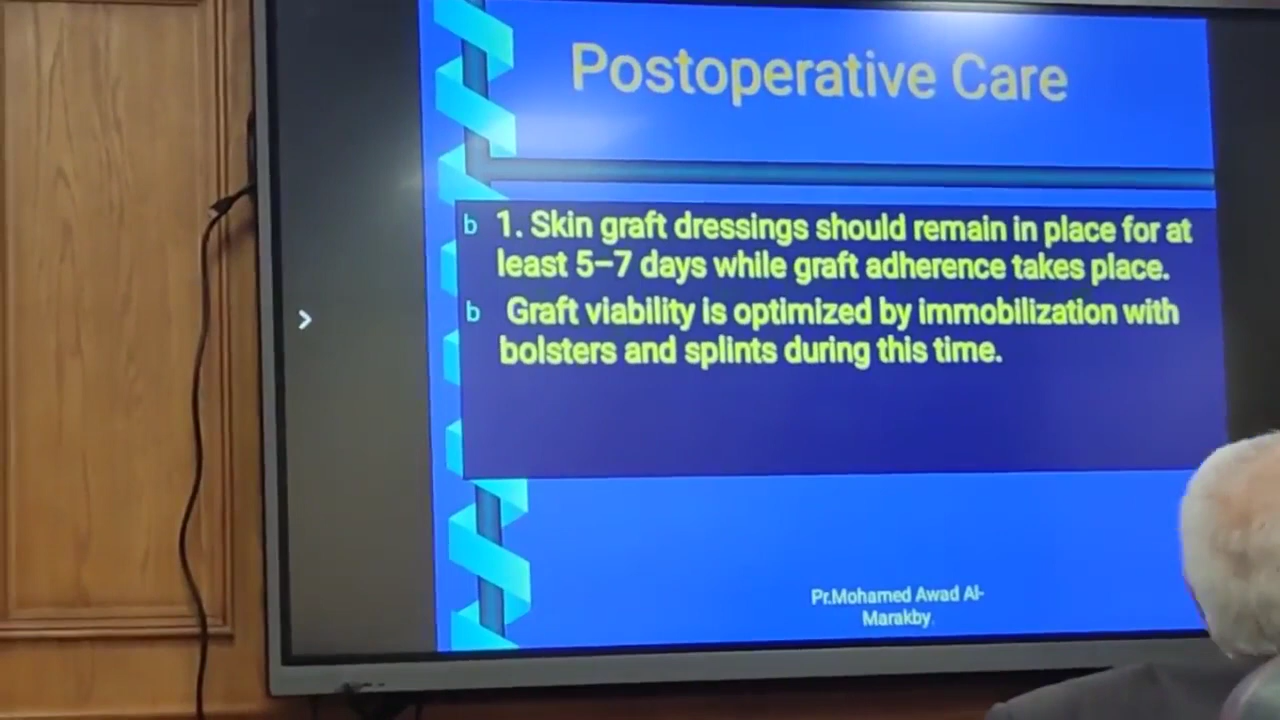 Postoperative Care
b 1. Skin graft dressings should remain in place for at
least 5–7 days while graft adherence takes place.
b Graft viability is optimized by immobilization with
bolsters and splints during this time.
Pr.Mohamed Awad Al-
Marakby